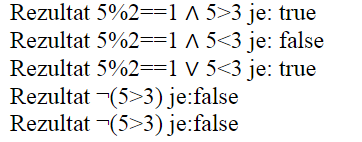 Rezultat 5%2==1 ∧ 5>3 je: true
Rezultat 5%2==1 ∧ 5<3 je: false
Rezultat 5%2==1 ∨ 5<3 je: true
Rezultat ¬(5>3) je:false
Rezultat ¬(5>3) je:false